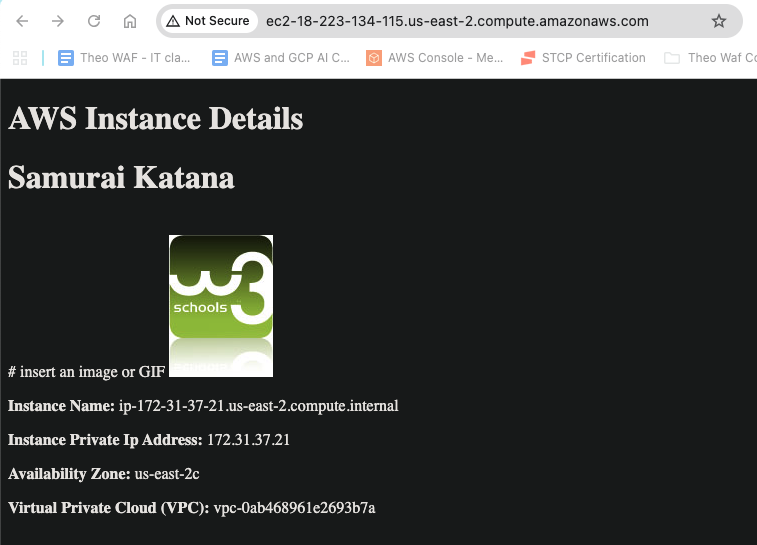 Not Secure ec2-18-223-134-115.us-east-2.compute.amazonaws.com
Theo WAF - IT cla... AWS and GCP AI C... AWS Console - Me... STCP Certification Theo Waf Co
AWS Instance Details
Samurai Katana
w3
schools
# insert an image or GIF
Instance Name: ip-172-31-37-21.us-east-2.compute.internal
Instance Private Ip Address: 172.31.37.21
Availability Zone: us-east-2c
Virtual Private Cloud (VPC): vpc-0ab468961e2693b7a